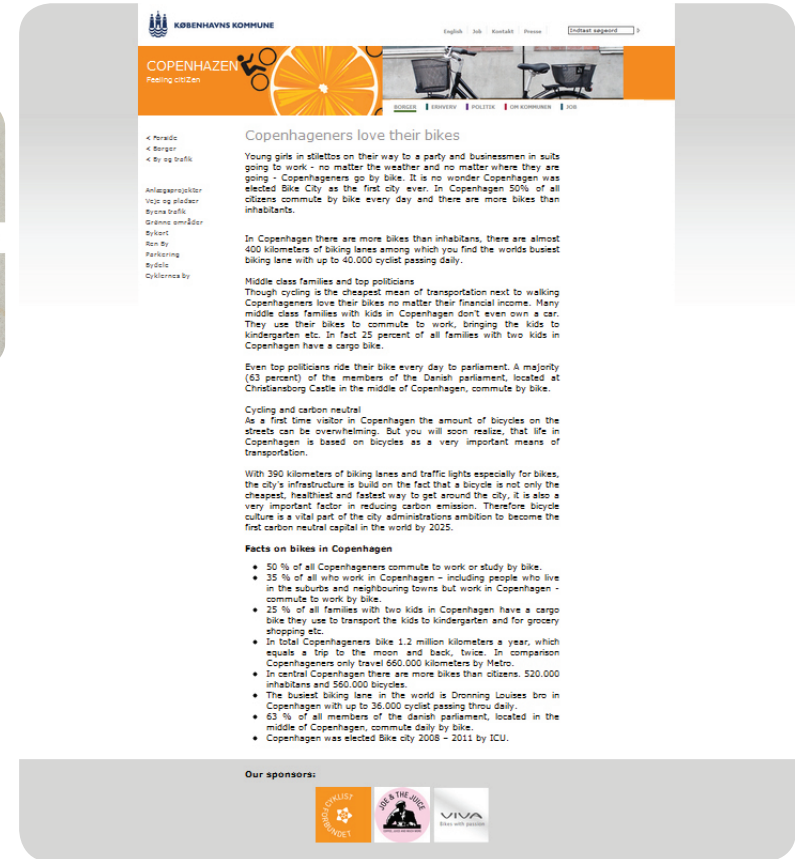 KØBENHAVNS KOMMUNE
English Job Kontakt Presse
Indtast søgeord
COPENHAZEN
Feeling citiZen
BORGER ERHVERV POLITIK OM KOMMUNEN JOB
< Forside
< Borger
< By og trafik
Anlægsprojekter
Veje og pladser
Byens trafik
Grønne områder
Bykort
Ren By
Parkering
Bydele
Cyklernes by
Copenhageners love their bikes
Young girls in stilettos on their way to a party and businessmen in suits
going to work - no matter the weather and no matter where they are
going - Copenhageners go by bike. It is no wonder Copenhagen was
elected Bike City as the first city ever. In Copenhagen 50% of all
citizens commute by bike every day and there are more bikes than
inhabitants.
In Copenhagen there are more bikes than inhabitans, there are almost
400 kilometers of biking lanes among which you find the worlds busiest
biking lane with up to 40.000 cyclist passing daily.
Middle class families and top politicians
Though cycling is the cheapest mean of transportation next to walking
Copenhageners love their bikes no matter their financial income. Many
middle class families with kids in Copenhagen don't even own a car.
They use their bikes to commute to work, bringing the kids to
kindergarten etc. In fact 25 percent of all families with two kids in
Copenhagen have a cargo bike.
Even top politicians ride their bike every day to parliament. A majority
(63 percent) of the members of the Danish parliament, located at
Christiansborg Castle in the middle of Copenhagen, commute by bike.
Cycling and carbon neutral
As a first time visitor in Copenhagen the amount of bicycles on the
streets can be overwhelming. But you will soon realize, that life in
Copenhagen is based on bicycles as a very important means of
transportation.
With 390 kilometers of biking lanes and traffic lights especially for bikes,
the city's infrastructure is build on the fact that a bicycle is not only the
cheapest, healthiest and fastest way to get around the city, it is also a
very important factor in reducing carbon emission. Therefore bicycle
culture is a vital part of the city administrations ambition to become the
first carbon neutral capital in the world by 2025.
Facts on bikes in Copenhagen
• 50 % of all Copenhageners commute to work or study by bike.
• 35 % of all who work in Copenhagen – including people who live
in the suburbs and neighbouring towns but work in Copenhagen -
commute to work by bike.
• 25 % of all families with two kids in Copenhagen have a cargo
bike they use to transport the kids to kindergarten and for grocery
shopping etc.
• In total Copenhageners bike 1.2 million kilometers a year, which
equals a trip to the moon and back, twice. In comparison
Copenhageners only travel 660.000 kilometers by Metro.
• In central Copenhagen there are more bikes than citizens. 520.000
inhabitans and 560.000 bicycles.
• The busiest biking lane in the world is Dronning Louises bro in
Copenhagen with up to 36.000 cyclist passing throu daily.
• 63 % of all members of the danish parliament, located in the
middle of Copenhagen, commute daily by bike.
• Copenhagen was elected Bike city 2008 – 2011 by ICU.
Our sponsors:
CYKLIST
FORBUNDET
JOE & THE JUICE
VIVA
Bikes with passion